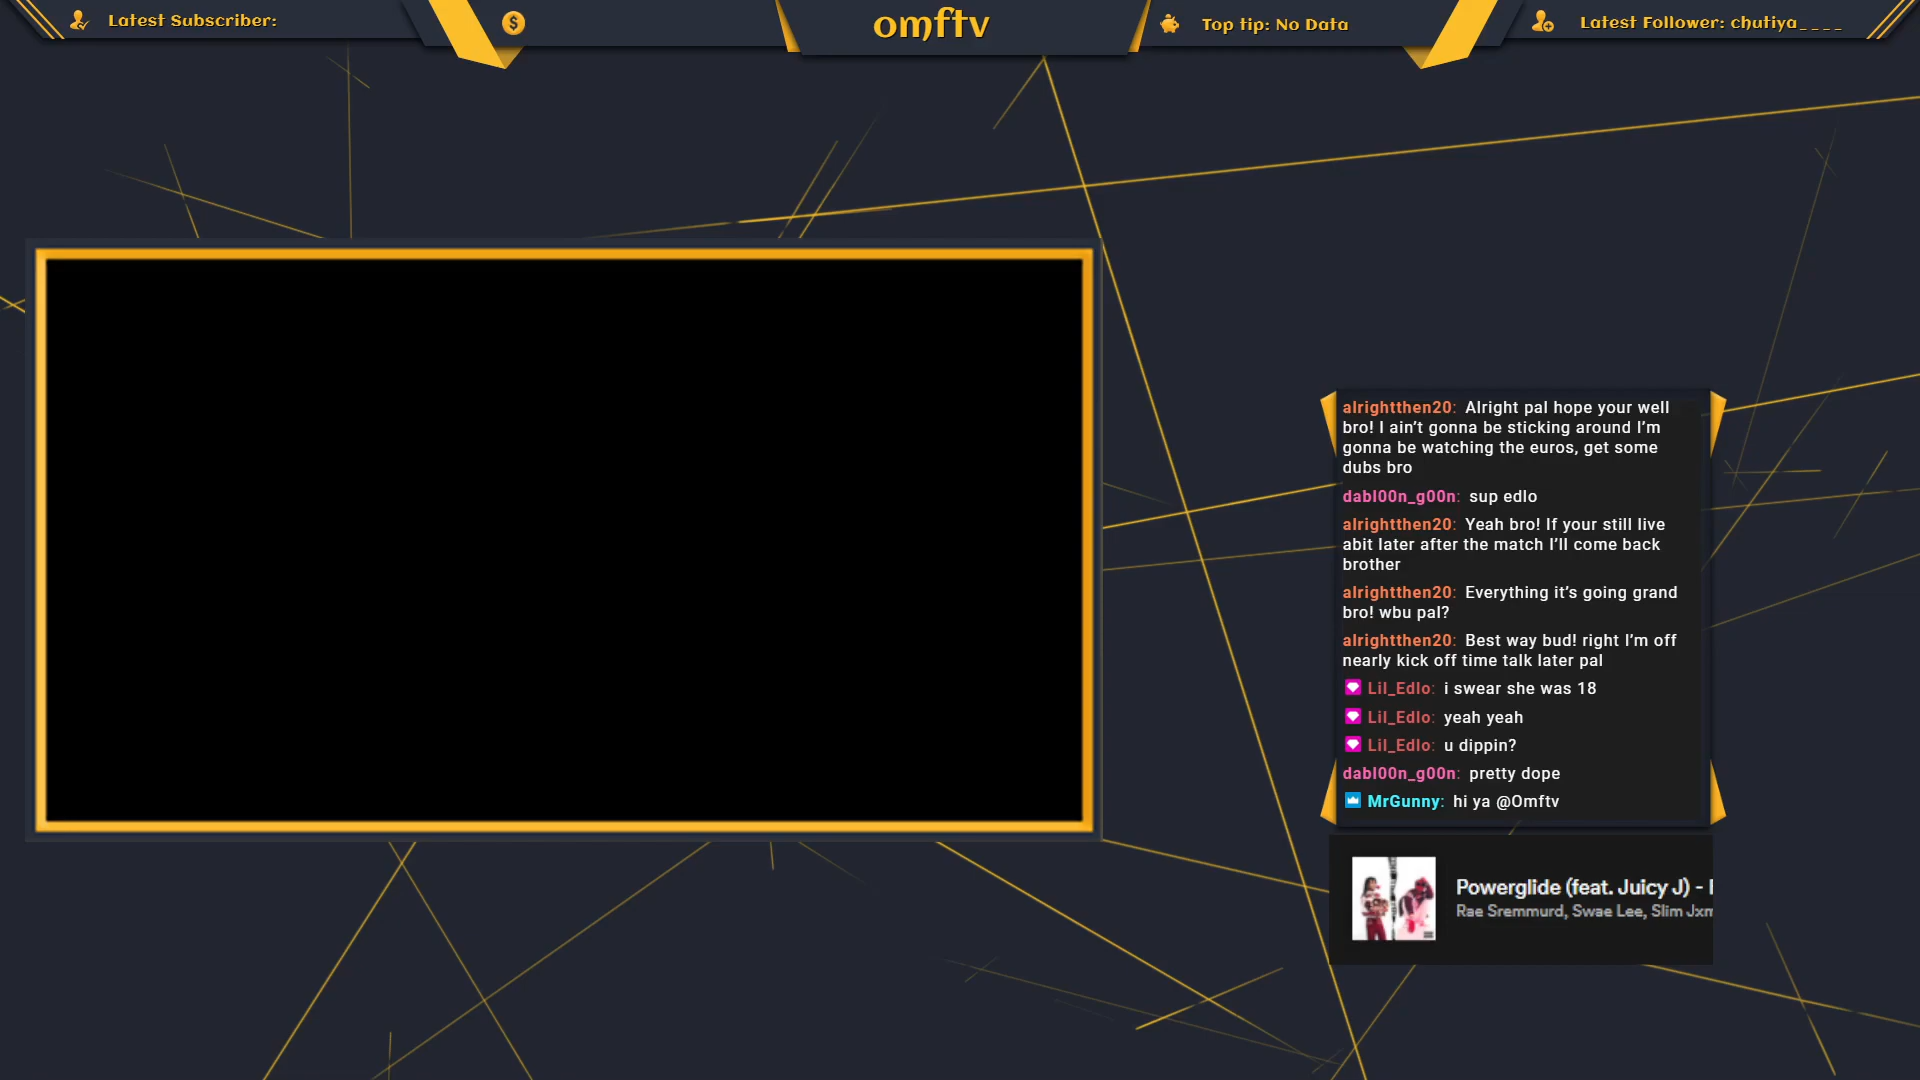 Latest Subscriber:
omftv
Top tip: No Data
Latest Follower: chutiya____
alrightthen20: Alright pal hope your well
bro! I ain’t gonna be sticking around I’m
gonna be watching the euros, get some
dubs bro
dabl00n_g00n: sup edlo
alrightthen20: Yeah bro! If your still live
abit later after the match I’ll come back
brother
alrightthen20: Everything it’s going grand
bro! wbu pal?
alrightthen20: Best way bud! right I’m off
nearly kick off time talk later pal
Lil_Edlo: i swear she was 18
Lil_Edlo: yeah yeah
Lil_Edlo: u dippin?
dabl00n_g00n: pretty dope
MrGunny: hi ya @Omftv
Powerglide (feat. Juicy J) -
Rae Sremmurd, Swae Lee, Slim Jxm